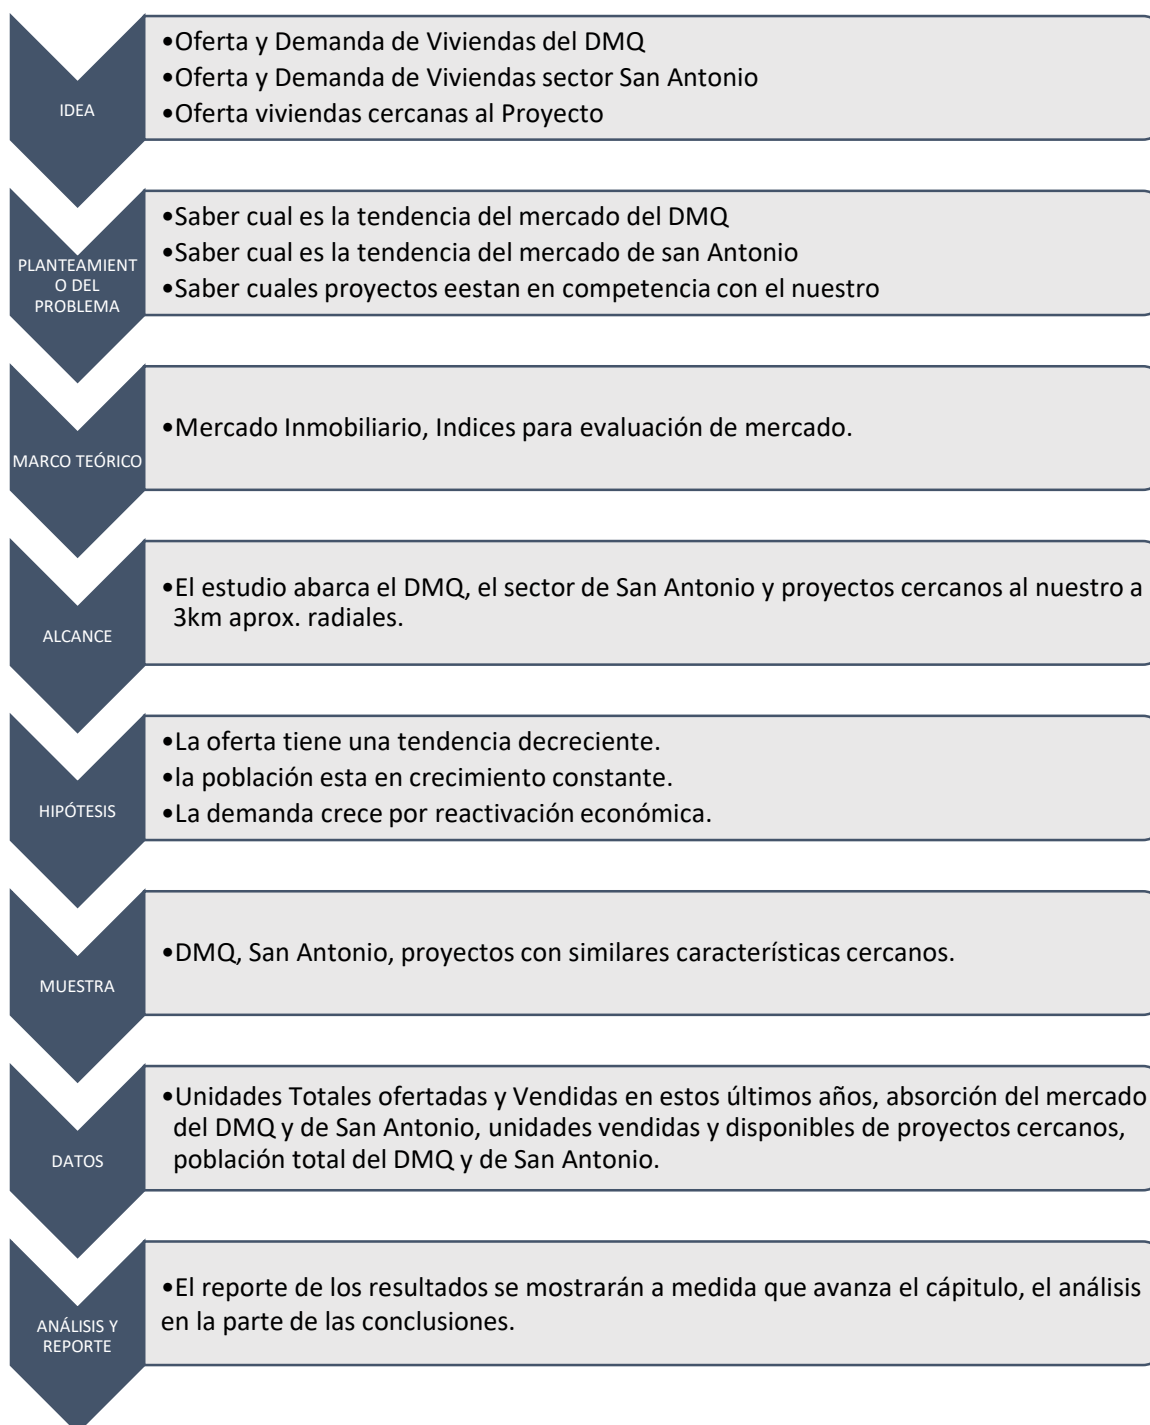 IDEA
•Oferta y Demanda de Viviendas del DMQ
•Oferta y Demanda de Viviendas sector San Antonio
•Oferta viviendas cercanas al Proyecto
PLANTEAMIENT
O DEL
PROBLEMA
•Saber cual es la tendencia del mercado del DMQ
•Saber cual es la tendencia del mercado de san Antonio
•Saber cuales proyectos eestan en competencia con el nuestro
MARCO TEÓRICO
•Mercado Inmobiliario, Indices para evaluación de mercado.
ALCANCE
•El estudio abarca el DMQ, el sector de San Antonio y proyectos cercanos al nuestro a
3km aprox. radiales.
HIPÓTESIS
•La oferta tiene una tendencia decreciente.
•la población esta en crecimiento constante.
•La demanda crece por reactivación económica.
MUESTRA
•DMQ, San Antonio, proyectos con similares característicás cercanos.
DATOS
•Unidades Totales ofertadas y Vendidas en estos últimos años, absorción del mercado
del DMQ y de San Antonio, unidades vendidas y disponibles de proyectos cercanos,
población total del DMQ y de San Antonio.
ANÁLISIS Y
REPORTE
•El reporte de los resultados se mostrarán a medida que avanza el cápitulo, el análisis
en la parte de las conclusiones.